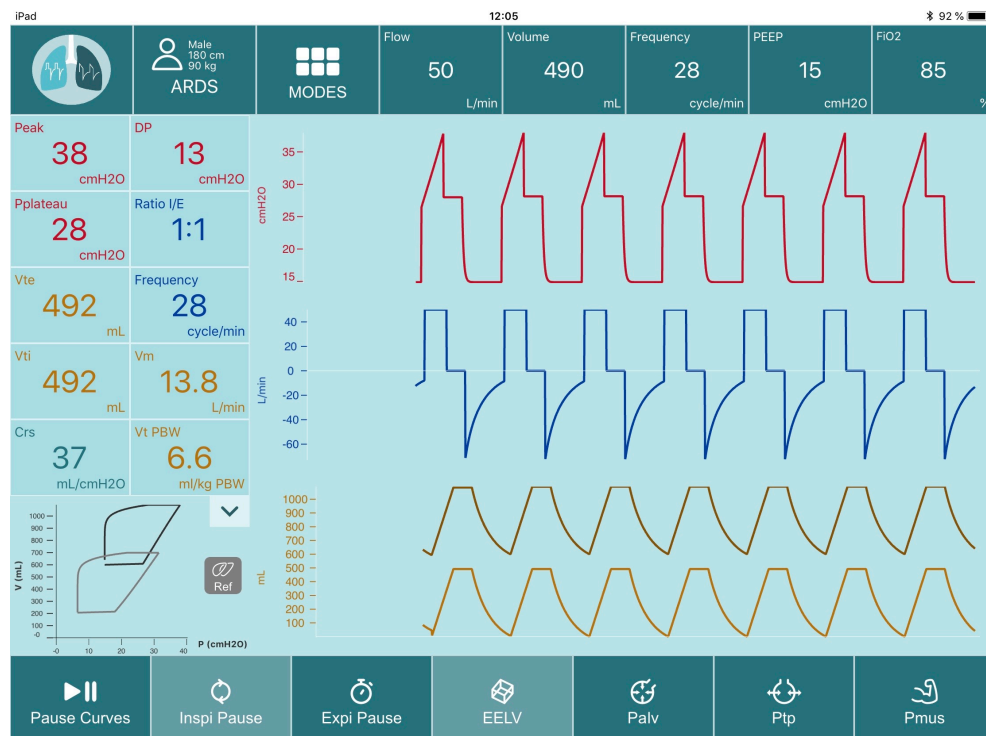 iPad 12:05 92 %
Male
180 cm
90 kg
ARDS
MODES
Flow
50
L/min
Volume
490
mL
Frequency
28
cycle/min
PEEP
15
cmH2O
FiO2
85
%
Peak
38
cmH2O
DP
13
cmH2O
Pplateau
28
cmH2O
Ratio I/E
1:1
Vte
492
mL
Frequency
28
cycle/min
Vti
492
mL
Vm
13.8
L/min
Crs
37
mL/cmH2O
Vt PBW
6.6
ml/kg PBW
cmH2O
35
30
25
20
15
L/min
40
20
0
-20
-40
-60
mL
1000
900
800
700
600
500
400
300
200
100
V (mL)
1000
900
800
700
600
500
400
300
200
100
-0
-0 10 20 30 40 P (cmH2O)
Ref
Pause Curves
Inspi Pause
Expi Pause
EELV
Palv
Ptp
Pmus